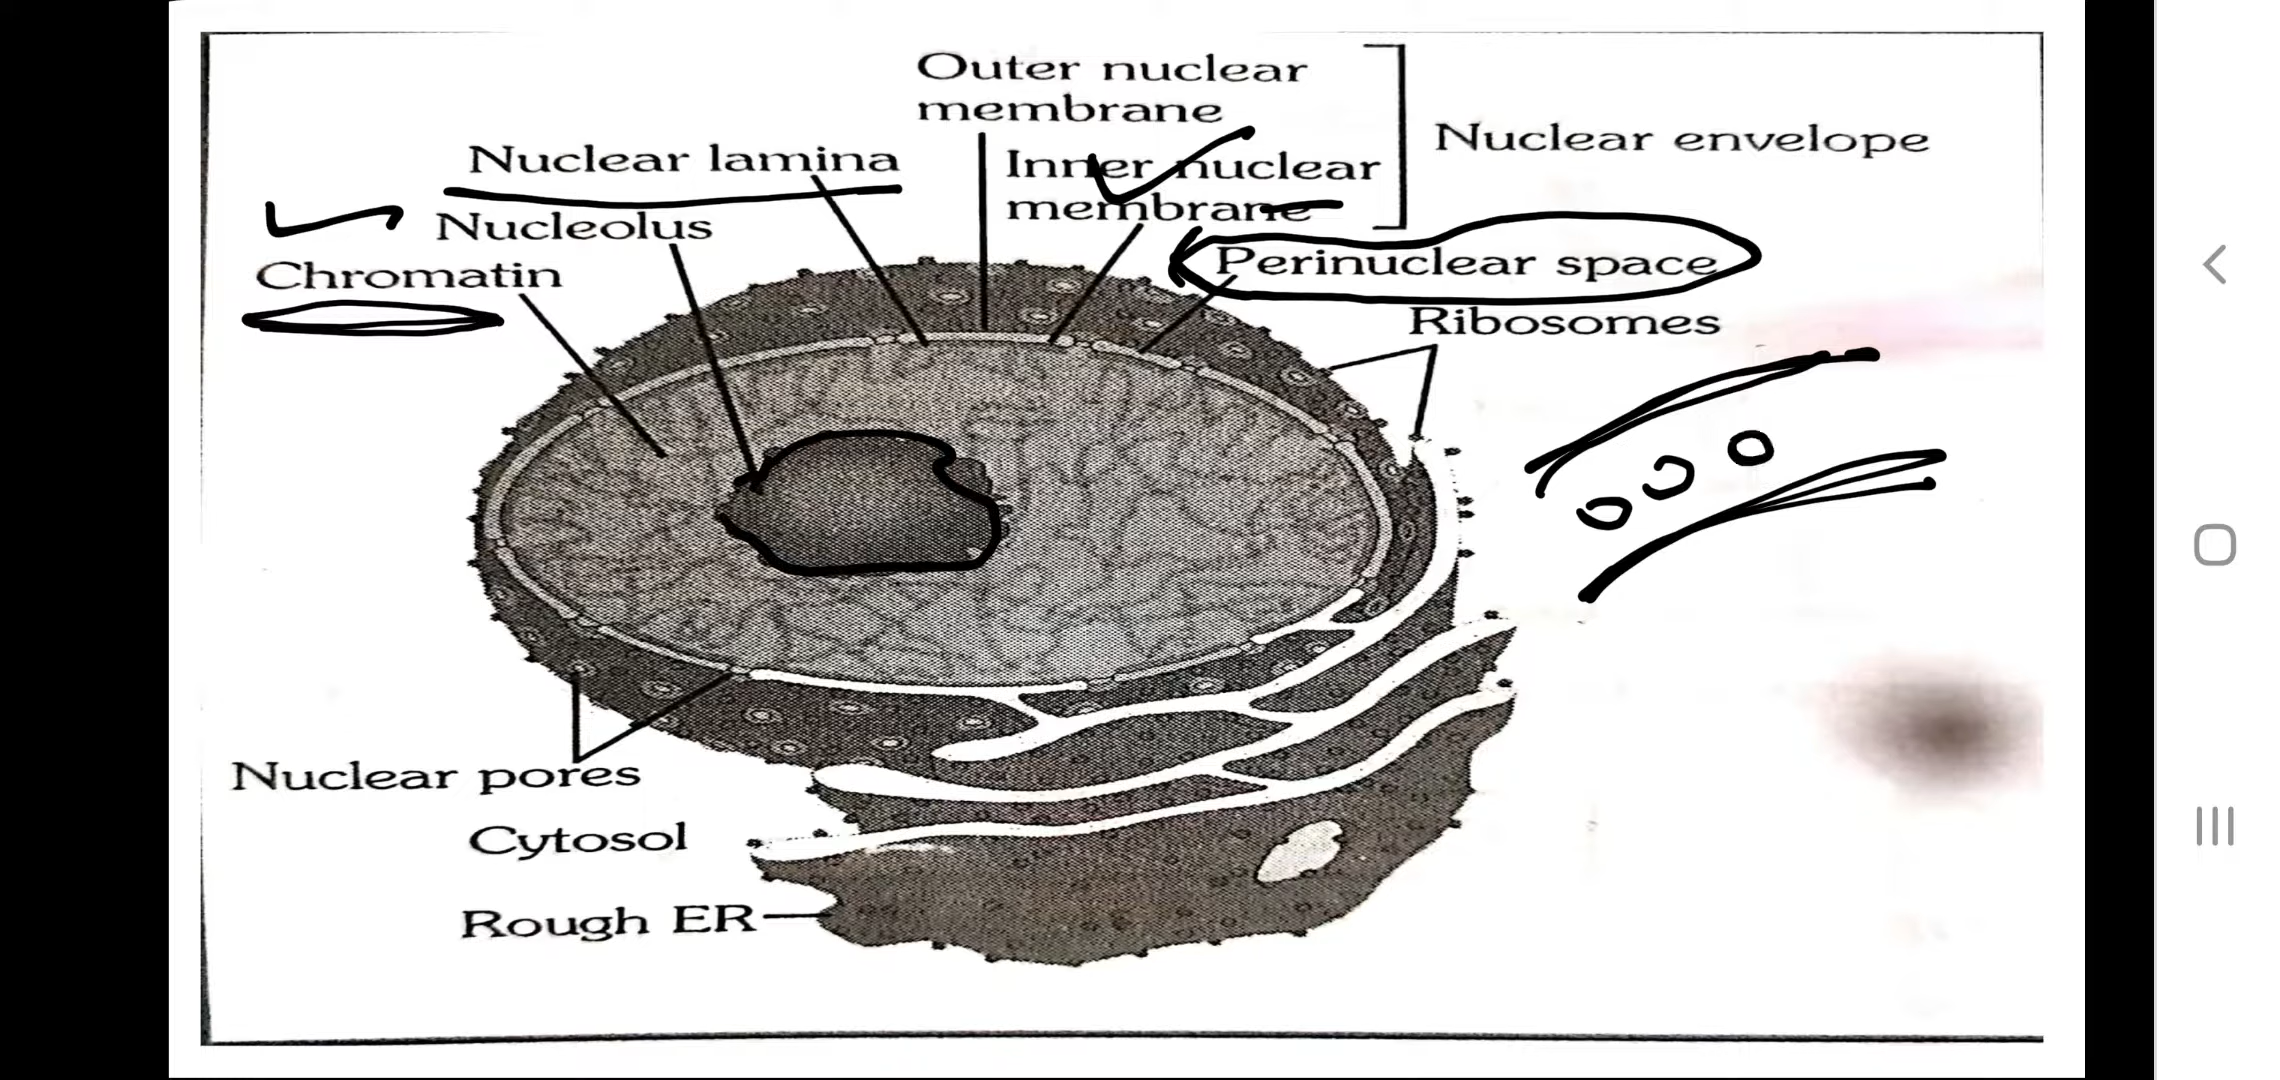 Outer nuclear
membrane
Nuclear envelope
Nuclear lamina
Inner nuclear
membrane
Nucleolus
Perinuclear space
Chromatin
Ribosomes
Nuclear pores
Cytosol
Rough ER